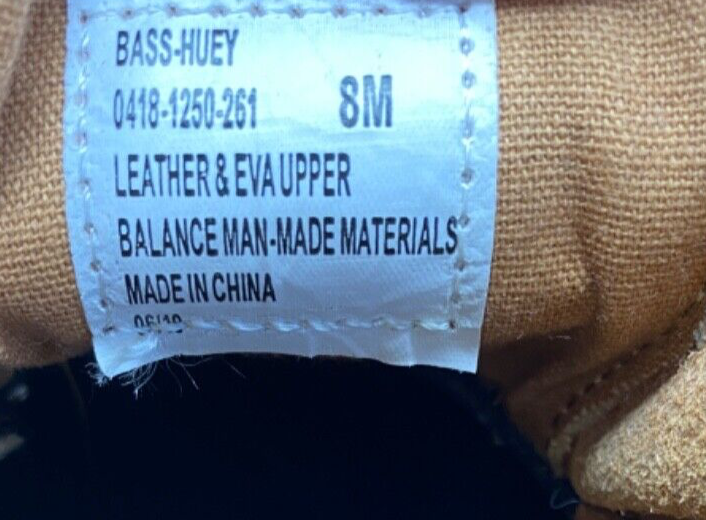 BASS-HUEY
0418-1250-261 8M
LEATHER & EVA UPPER
BALANCE MAN-MADE MATERIALS
MADE IN CHINA